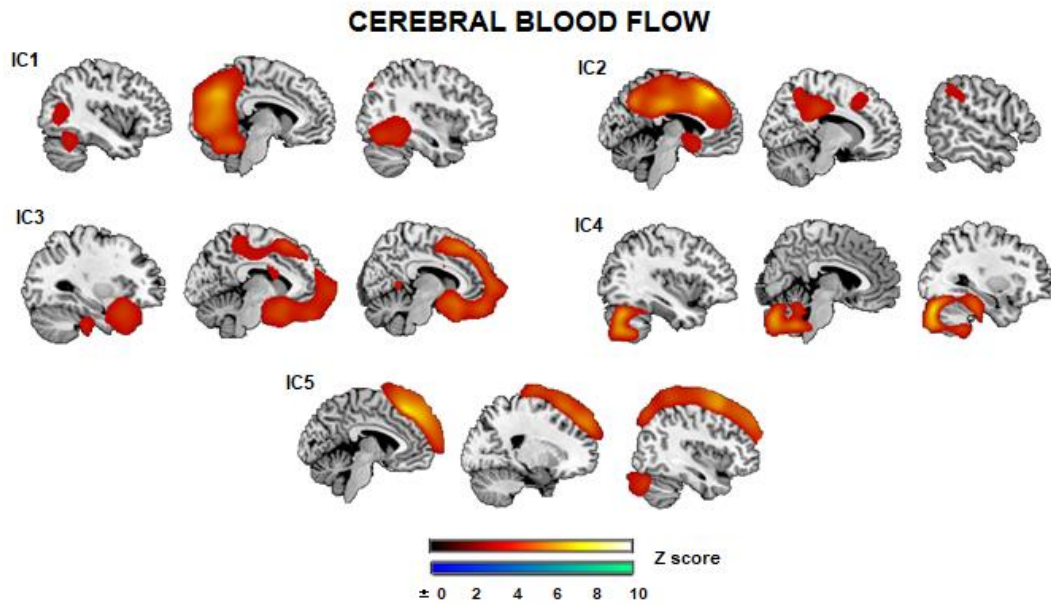 CEREBRAL BLOOD FLOW
IC1
IC2
IC3
IC4
IC5
Z score
± 0 2 4 6 8 10